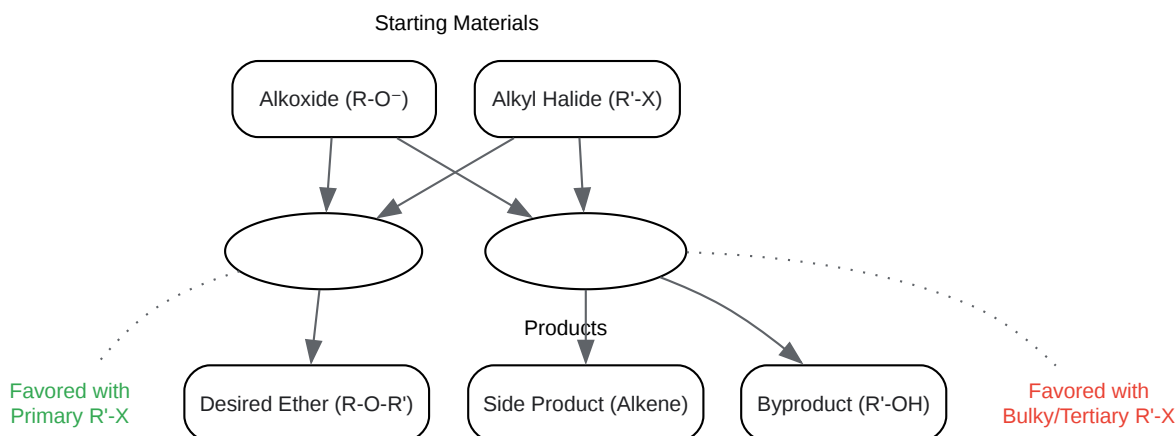 Starting Materials
Alkoxide (R-O⁻)
Alkyl Halide (R'-X)
Products
Favored with
Primary R'-X
Desired Ether (R-O-R')
Side Product (Alkene)
Byproduct (R'-OH)
Favored with
Bulky/Tertiary R'-X